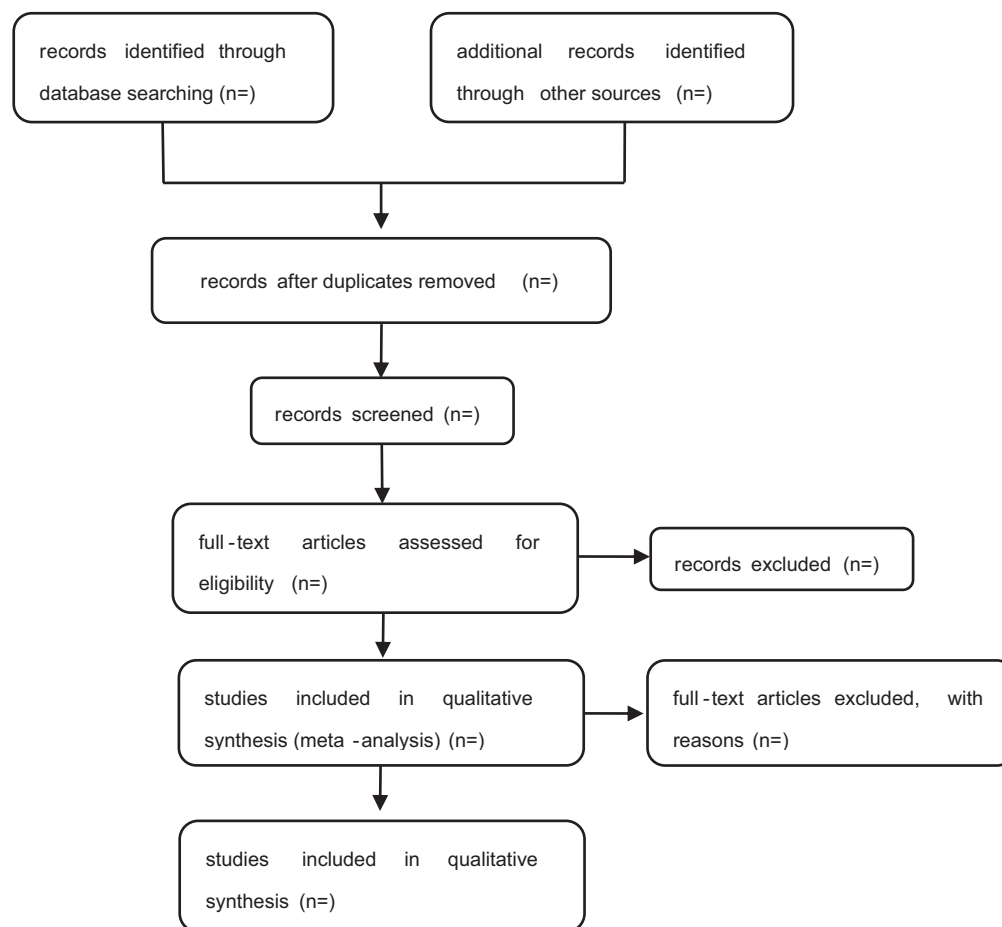 records identified through
database searching (n=)
additional records identified
through other sources (n=)
records after duplicates removed (n=)
records screened (n=)
full-text articles assessed for
eligibility (n=)
records excluded (n=)
studies included in qualitative
synthesis (meta-analysis) (n=)
full-text articles excluded, with
reasons (n=)
studies included in qualitative
synthesis (n=)